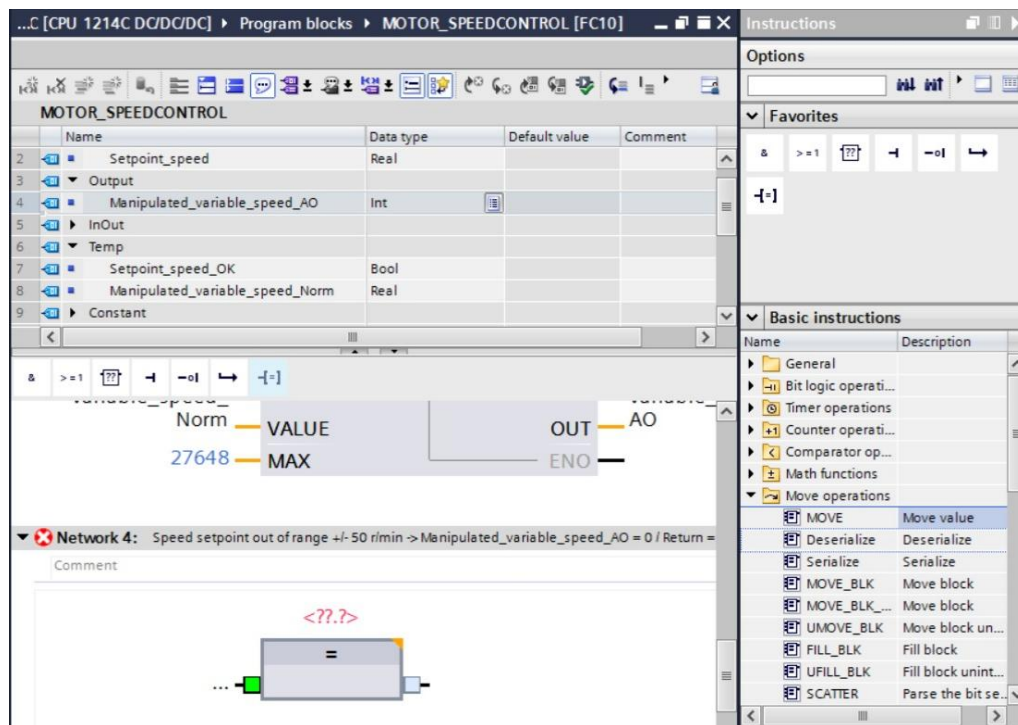 ...C [CPU 1214C DC/DC/DC] ▸ Program blocks ▸ MOTOR_SPEEDCONTROL [FC10]
MOTOR_SPEEDCONTROL
Name Data type Default value Comment
2 Setpoint_speed Real
3 Output
4 Manipulated_variable_speed_AO Int
5 InOut
6 Temp
7 Setpoint_speed_OK Bool
8 Manipulated_variable_speed_Norm Real
9 Constant
& >=1 ??
Norm VALUE OUT AO
27648 MAX ENO
Network 4: Speed setpoint out of range +/- 50 r/min -> Manipulated_variable_speed_AO = 0 / Return =
Comment
<??.?>
=
...
Instructions
Options
Favorites
& >=1 ??
Basic instructions
Name Description
General
Bit logic operati...
Timer operations
Counter operati...
Comparator op...
Math functions
Move operations
MOVE Move value
Deserialize Deserialize
Serialize Serialize
MOVE_BLK Move block
MOVE_BLK_... Move block
UMOVE_BLK Move block un...
FILL_BLK Fill block
UFILL_BLK Fill block unint...
SCATTER Parse the bit se..